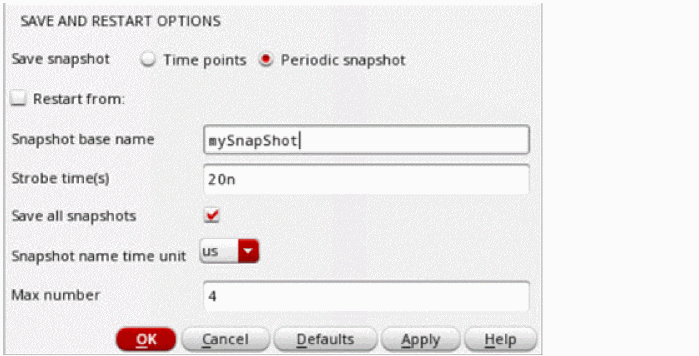 SAVE AND RESTART OPTIONS
Save snapshot Time points Periodic snapshot
Restart from:
Snapshot base name mySnapShot
Strobe time(s) 20n
Save all snapshots
Snapshot name time unit us
Max number 4
OK Cancel Defaults Apply Help